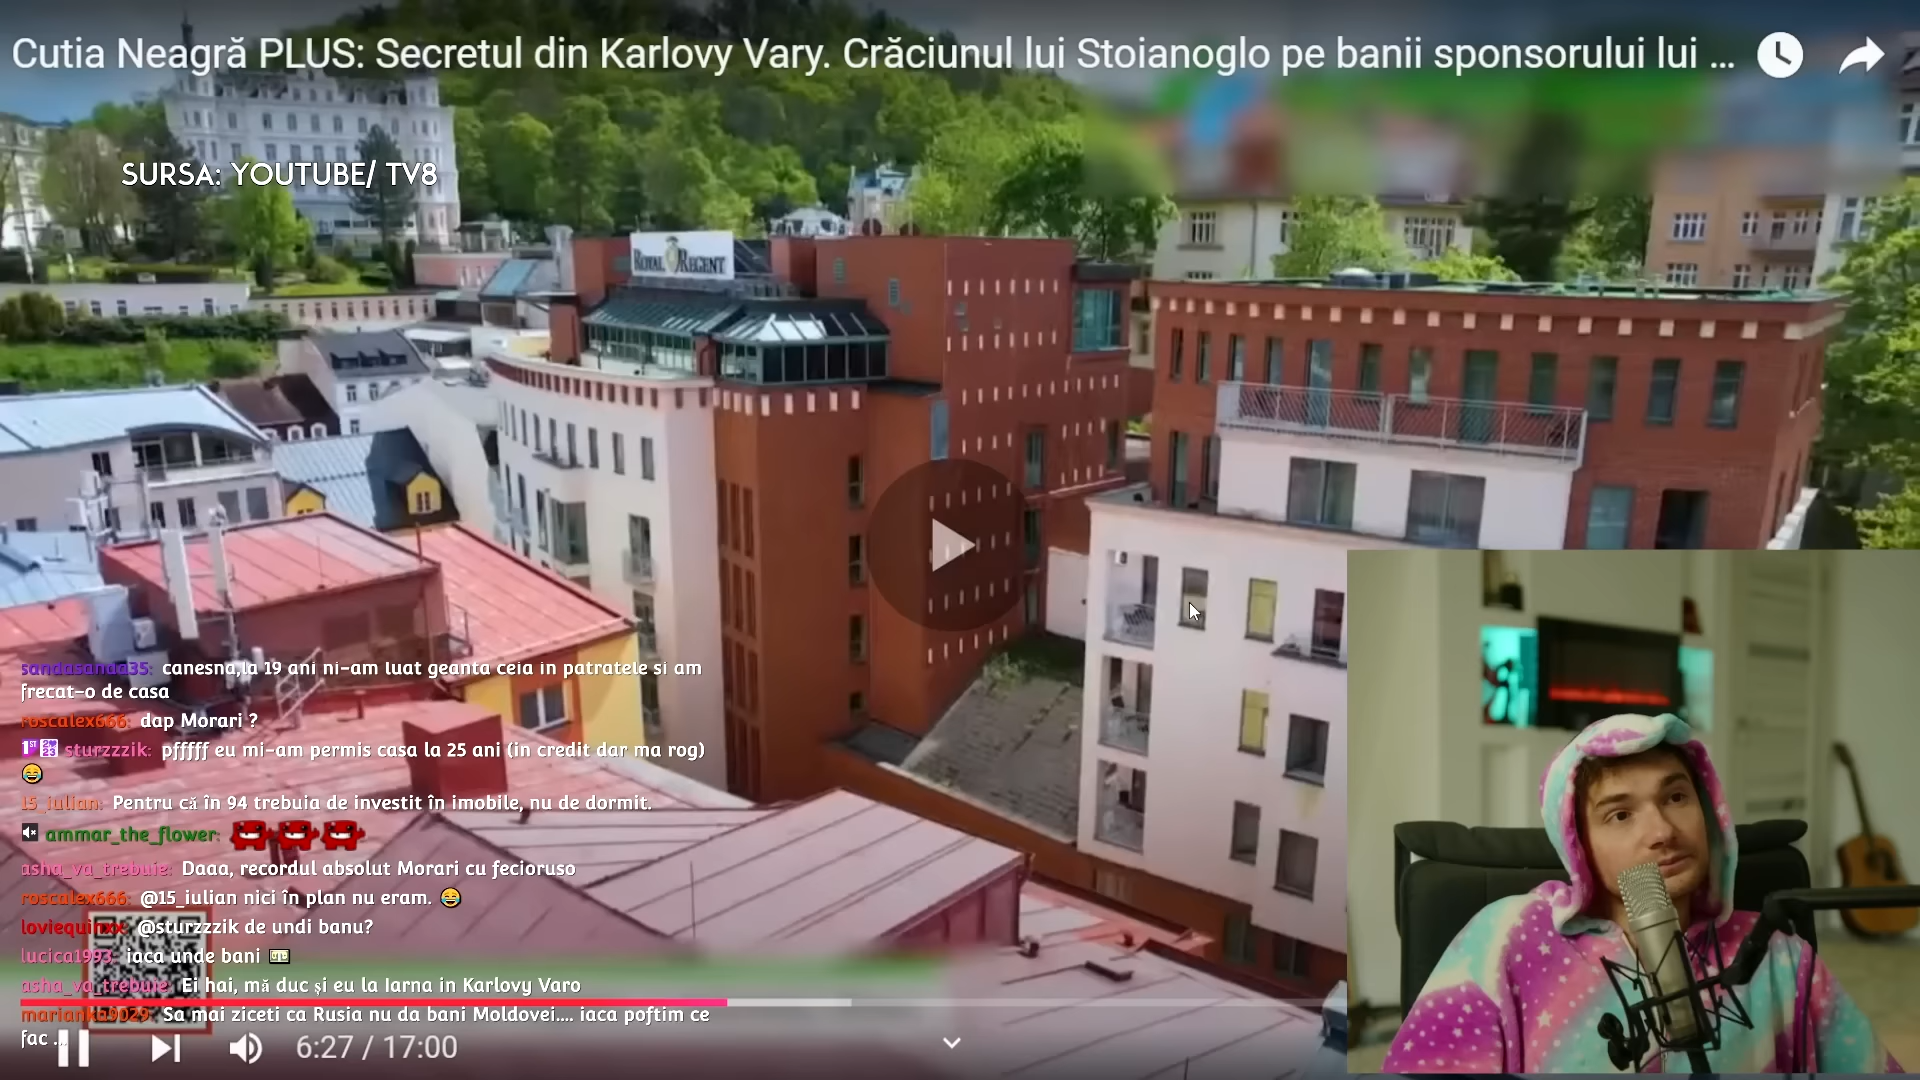 Cutia Neagră PLUS: Secretul din Karlovy Vary. Crăciunul lui Stoianoglo pe banii sponsorului lui ...
SURSA: YOUTUBE/ TV8
ROYAL REGENT
sandasanda35: canesna,la 19 ani ni-am luat geanta ceia in patratele si am
frecat-o de casa
roscalex666: dap Morari ?
sturzzzik: pfffff eu mi-am permis casa la 25 ani (in credit dar ma rog)
😂
15_iulian: Pentru că în 94 trebuia de investit în imobile, nu de dormit.
ammar_the_flower:
asha_va_trebuie: Daaa, recordul absolut Morari cu fecioruso
roscalex666: @15_iulian nici în plan nu eram. 😂
loviequinxx: @sturzzzik de undi banu?
lucica1993: iaca unde bani 💵
asha_va_trebuie: Ei hai, mă duc și eu la Iarna in Karlovy Varo
marianka9029: Sa mai ziceti ca Rusia nu da bani Moldovei.... iaca poftim ce
fac ...
6:27 / 17:00